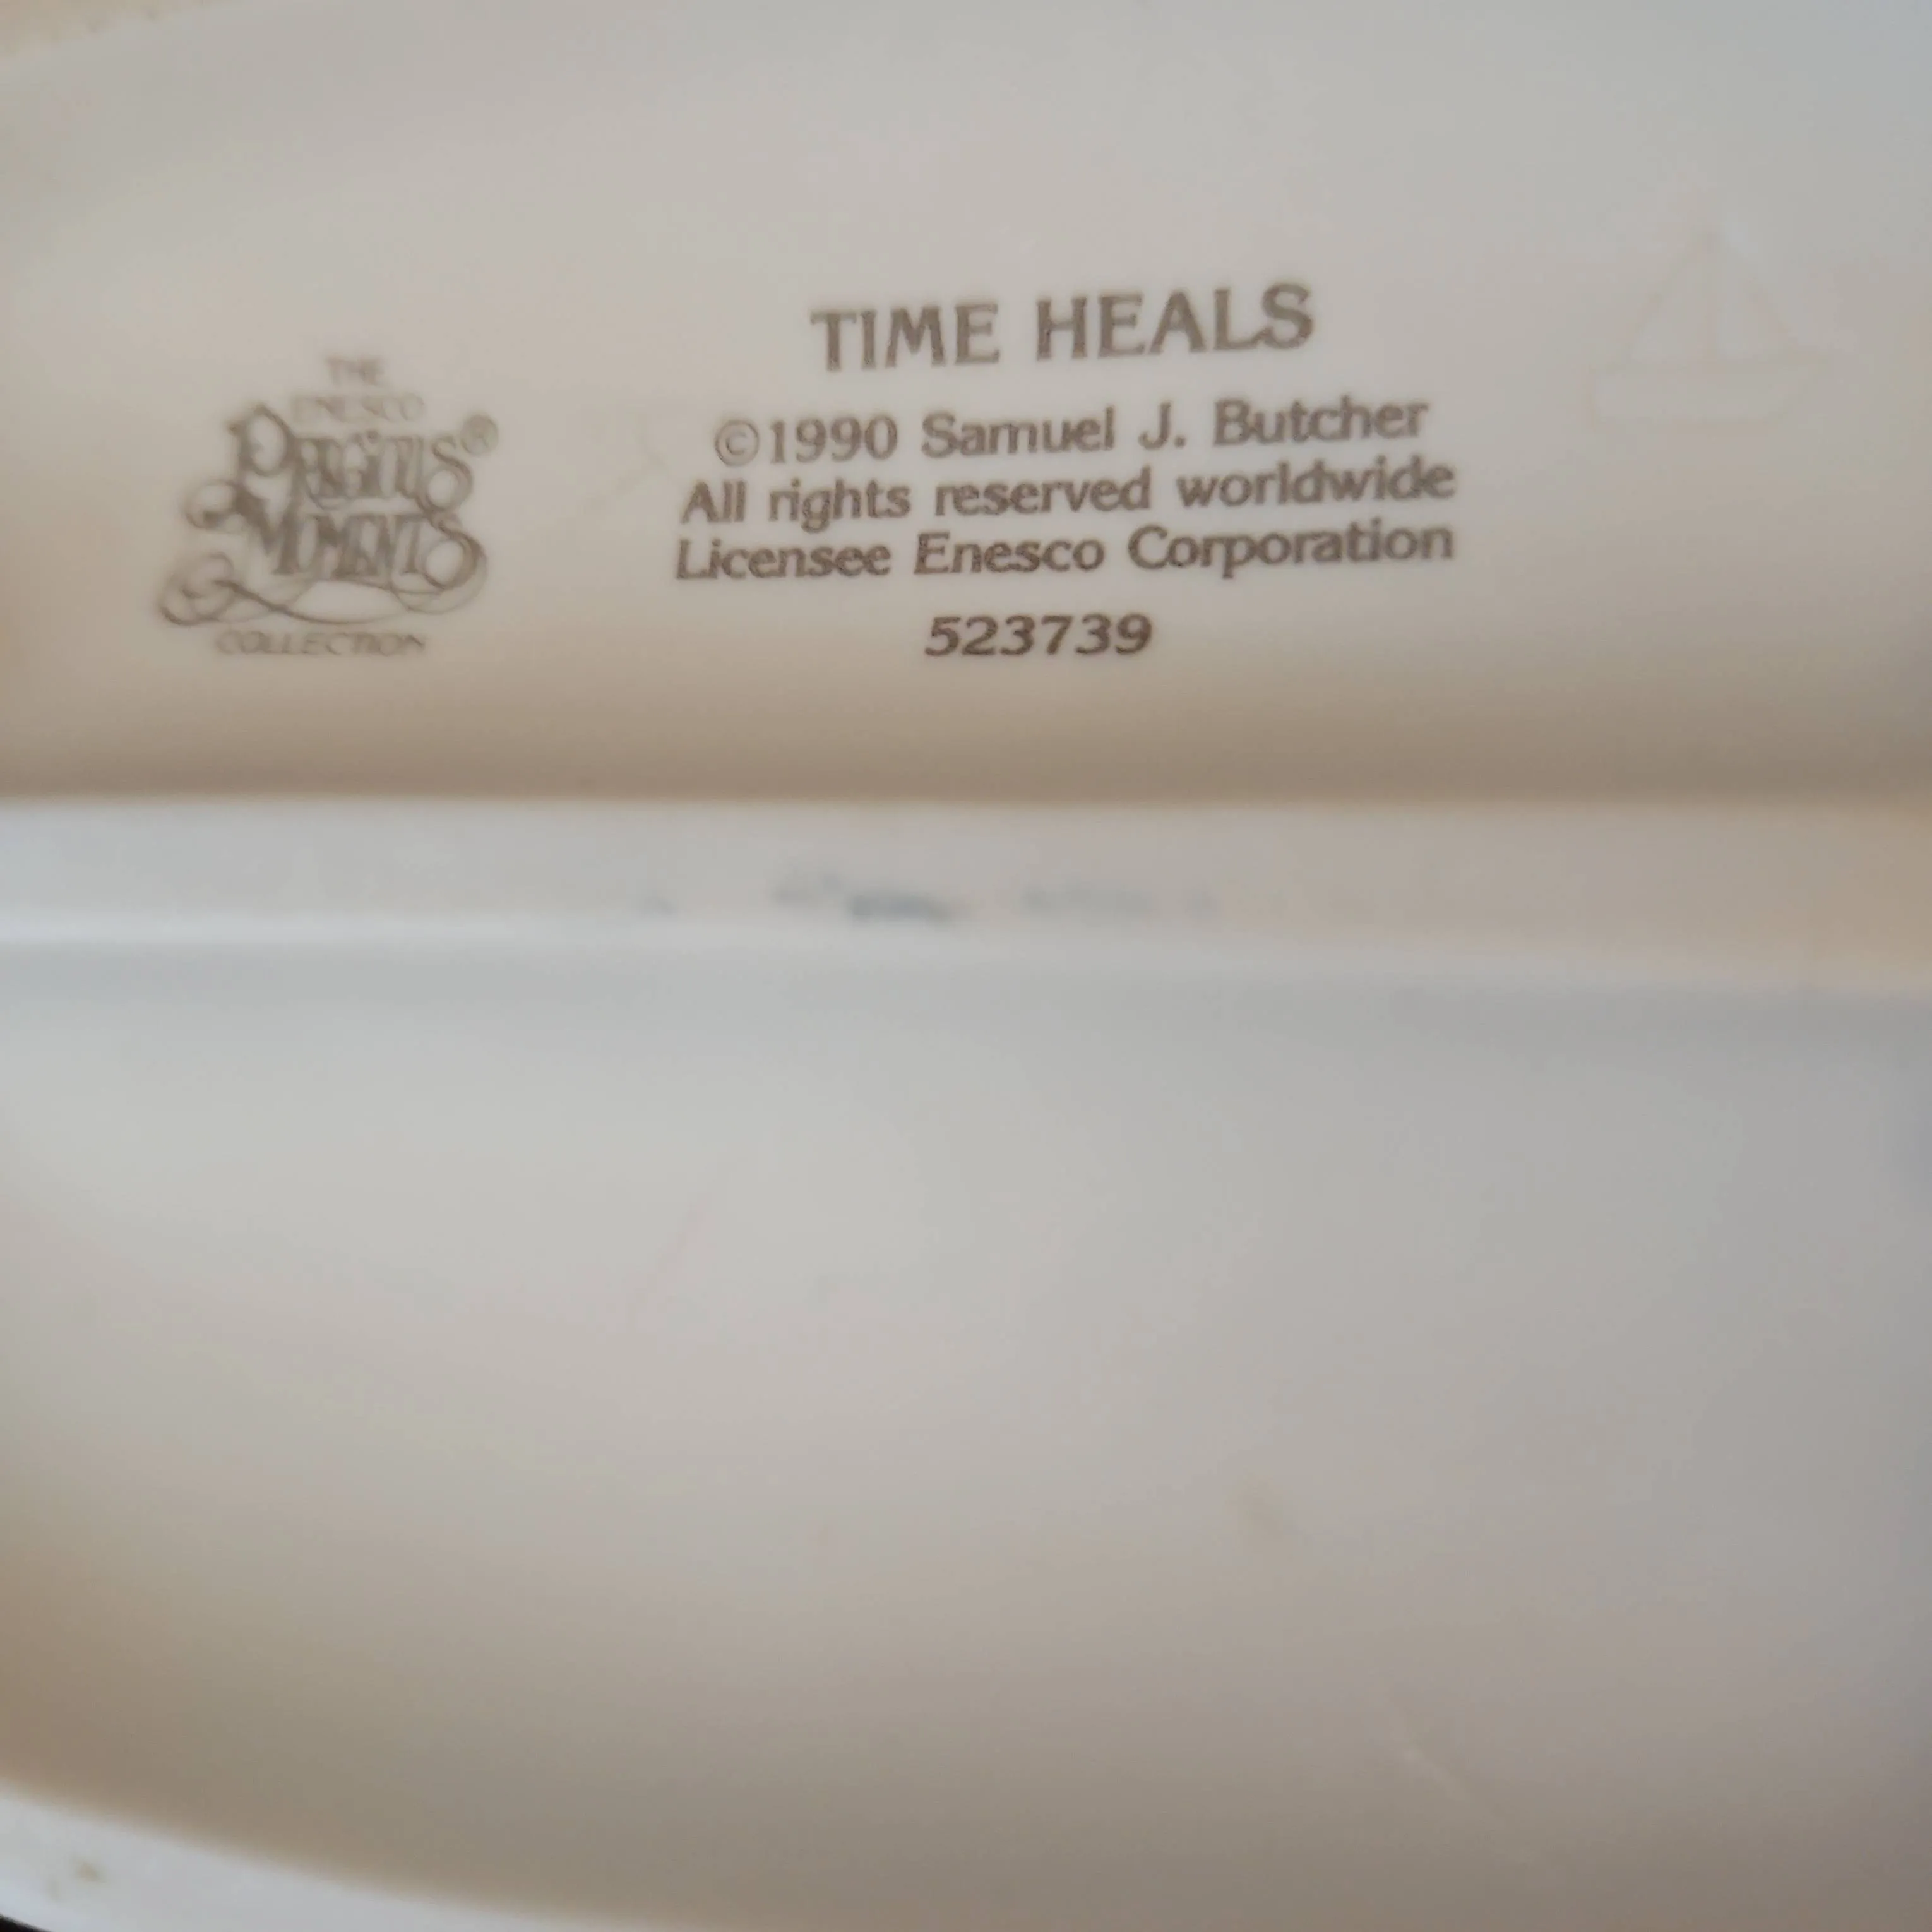 THE
ENESCO
PRECIOUS®
MOMENTS
COLLECTION
TIME HEALS
©1990 Samuel J. Butcher
All rights reserved worldwide
Licensee Enesco Corporation
523739